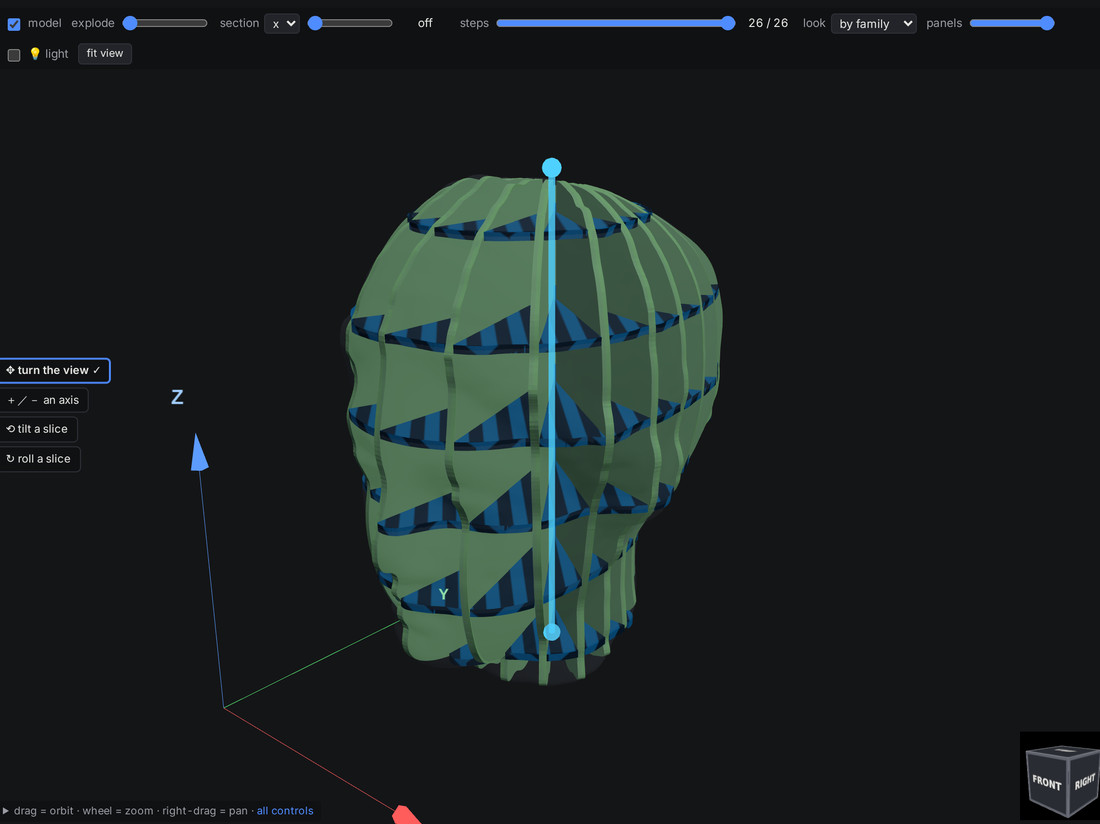 model explode section x off steps 26 / 26 look by family panels
💡 light fit view
✥ turn the view ✓
+ ／ − an axis
⟲ tilt a slice
↻ roll a slice
Z
Y
FRONT RIGHT
▶ drag = orbit · wheel = zoom · right-drag = pan · all controls